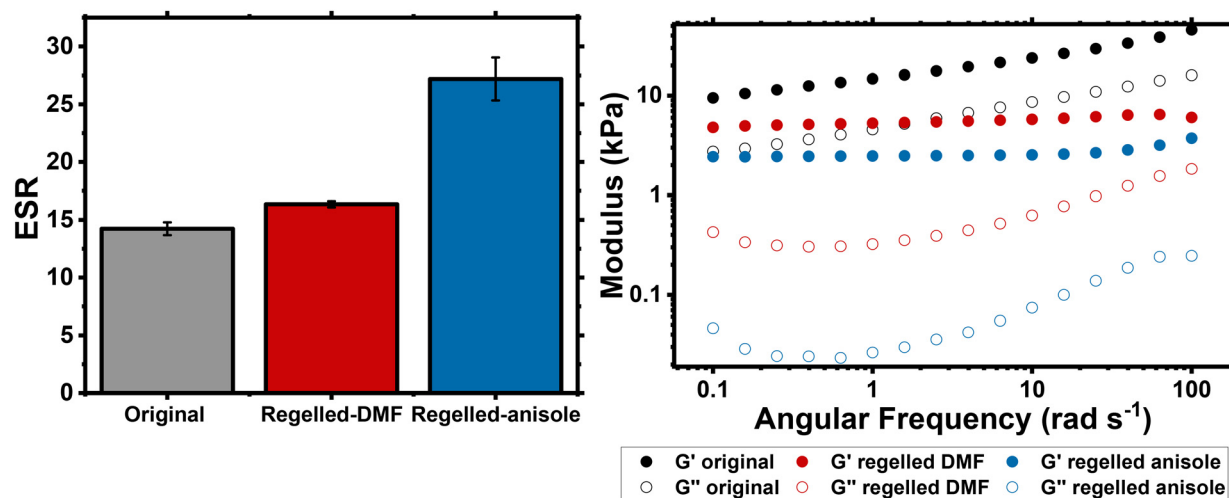 30
25
20
15
10
5
0
ESR
Original
Regelled-DMF
Regelled-anisole
10
1
0.1
Modulus (kPa)
0.1
1
10
100
Angular Frequency (rad s⁻¹)
G' original
G' regelled DMF
G' regelled anisole
G'' original
G'' regelled DMF
G'' regelled anisole